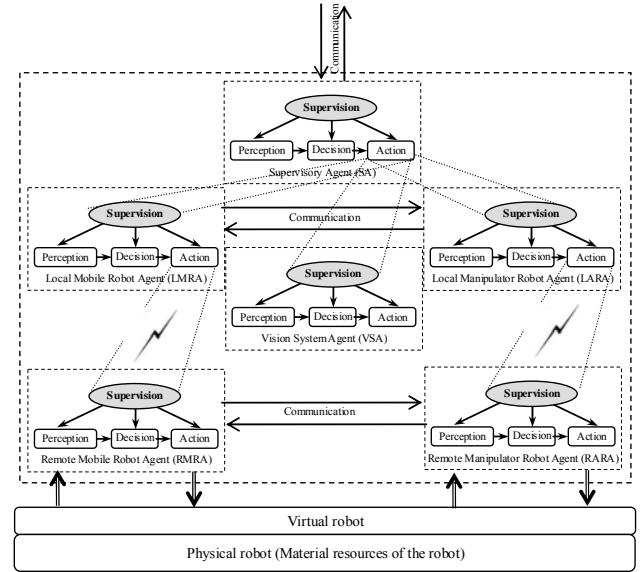 Communication
Supervision
Perception Decision Action
Supervisory Agent (SA)
Supervision
Communication
Supervision
Perception Decision Action
Perception Decision Action
Local Mobile Robot Agent (LMRA)
Local Manipulator Robot Agent (LARA)
Supervision
Perception Decision Action
Vision System Agent (VSA)
Supervision
Communication
Supervision
Perception Decision Action
Perception Decision Action
Remote Mobile Robot Agent (RMRA)
Remote Manipulator Robot Agent (RARA)
Virtual robot
Physical robot (Material resources of the robot)